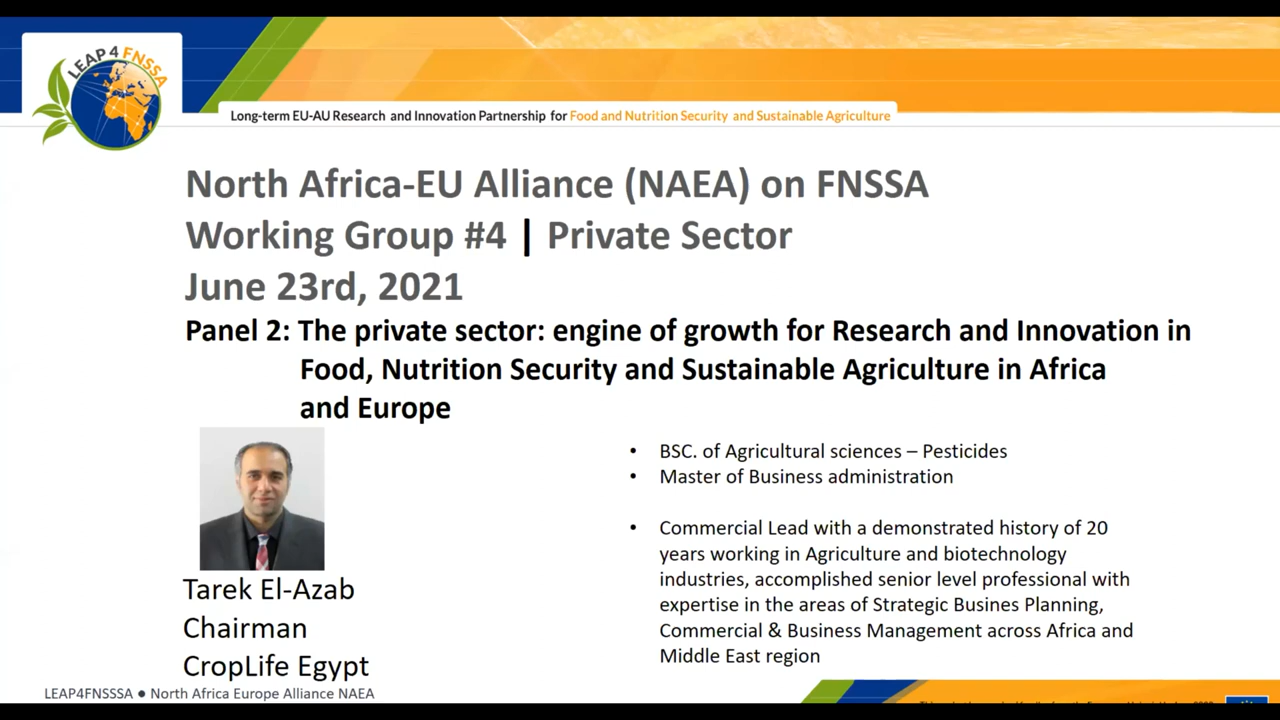 LEAP 4 FNSSA
Long-term EU-AU Research and Innovation Partnership for Food and Nutrition Security and Sustainable Agriculture
North Africa-EU Alliance (NAEA) on FNSSA
Working Group #4 | Private Sector
June 23rd, 2021
Panel 2: The private sector: engine of growth for Research and Innovation in
Food, Nutrition Security and Sustainable Agriculture in Africa
and Europe
• BSC. of Agricultural sciences – Pesticides
• Master of Business administration
• Commercial Lead with a demonstrated history of 20
years working in Agriculture and biotechnology
industries, accomplished senior level professional with
expertise in the areas of Strategic Busines Planning,
Commercial & Business Management across Africa and
Middle East region
Tarek El-Azab
Chairman
CropLife Egypt
LEAP4FNSSSA ● North Africa Europe Alliance NAEA